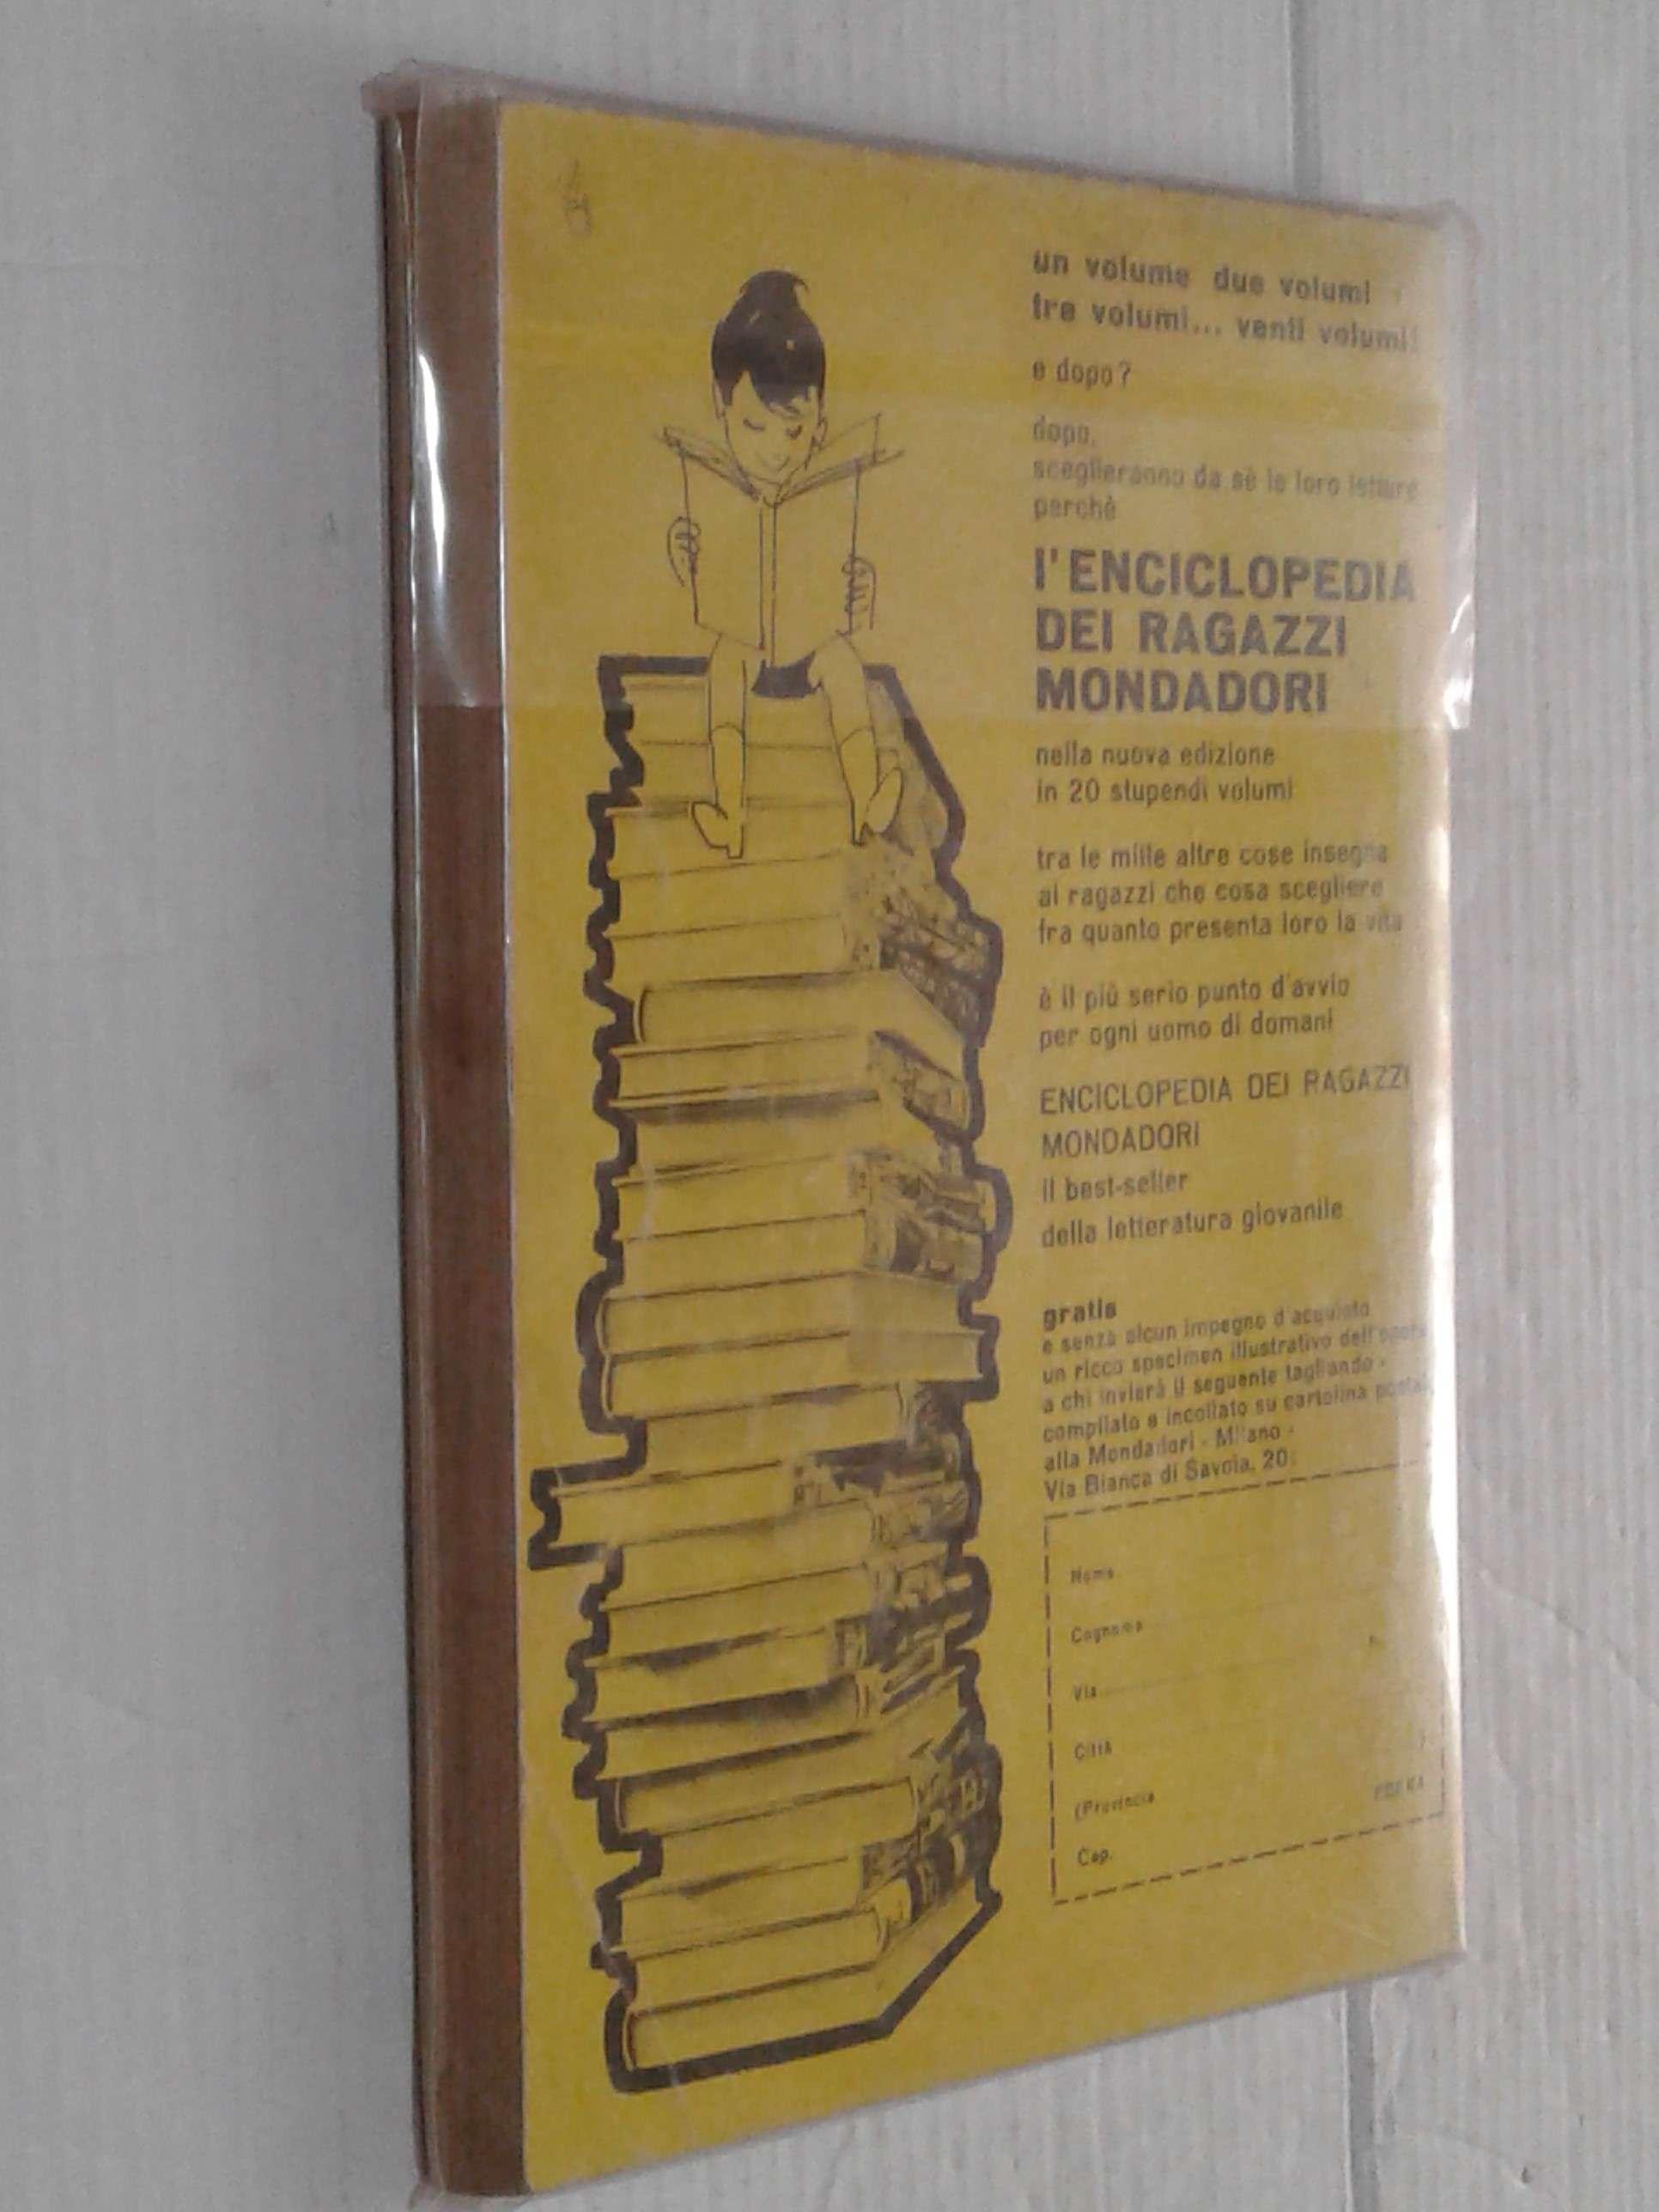 un volume due volumi
tre volumi... venti volumi!
e dopo?
dopo,
sceglieranno da sè le loro letture
perchè
l'ENCICLOPEDIA
DEI RAGAZZI
MONDADORI
nella nuova edizione
in 20 stupendi volumi
tra le mille altre cose insegna
ai ragazzi che cosa scegliere
fra quanto presenta loro la vita
è il più serio punto d'avvio
per ogni uomo di domani
ENCICLOPEDIA DEI RAGAZZI
MONDADORI
il best-seller
della letteratura giovanile
gratis
e senza alcun impegno d'acquisto
un ricco specimen illustrativo dell'opera
a chi invierà il seguente tagliando -
compilato e incollato su cartolina postale
alla Mondadori - Milano -
Via Bianca di Savoia, 20
Nome
Cognome
Via
Città
(Provincia
Cap.